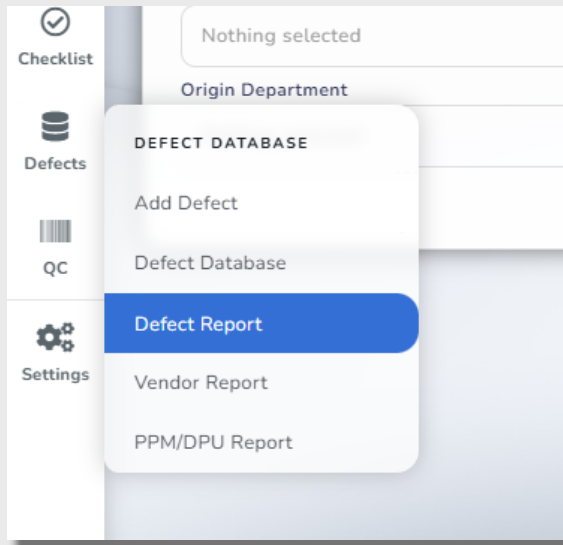 Checklist
Defects
QC
Settings
Nothing selected
Origin Department
DEFECT DATABASE
Add Defect
Defect Database
Defect Report
Vendor Report
PPM/DPU Report